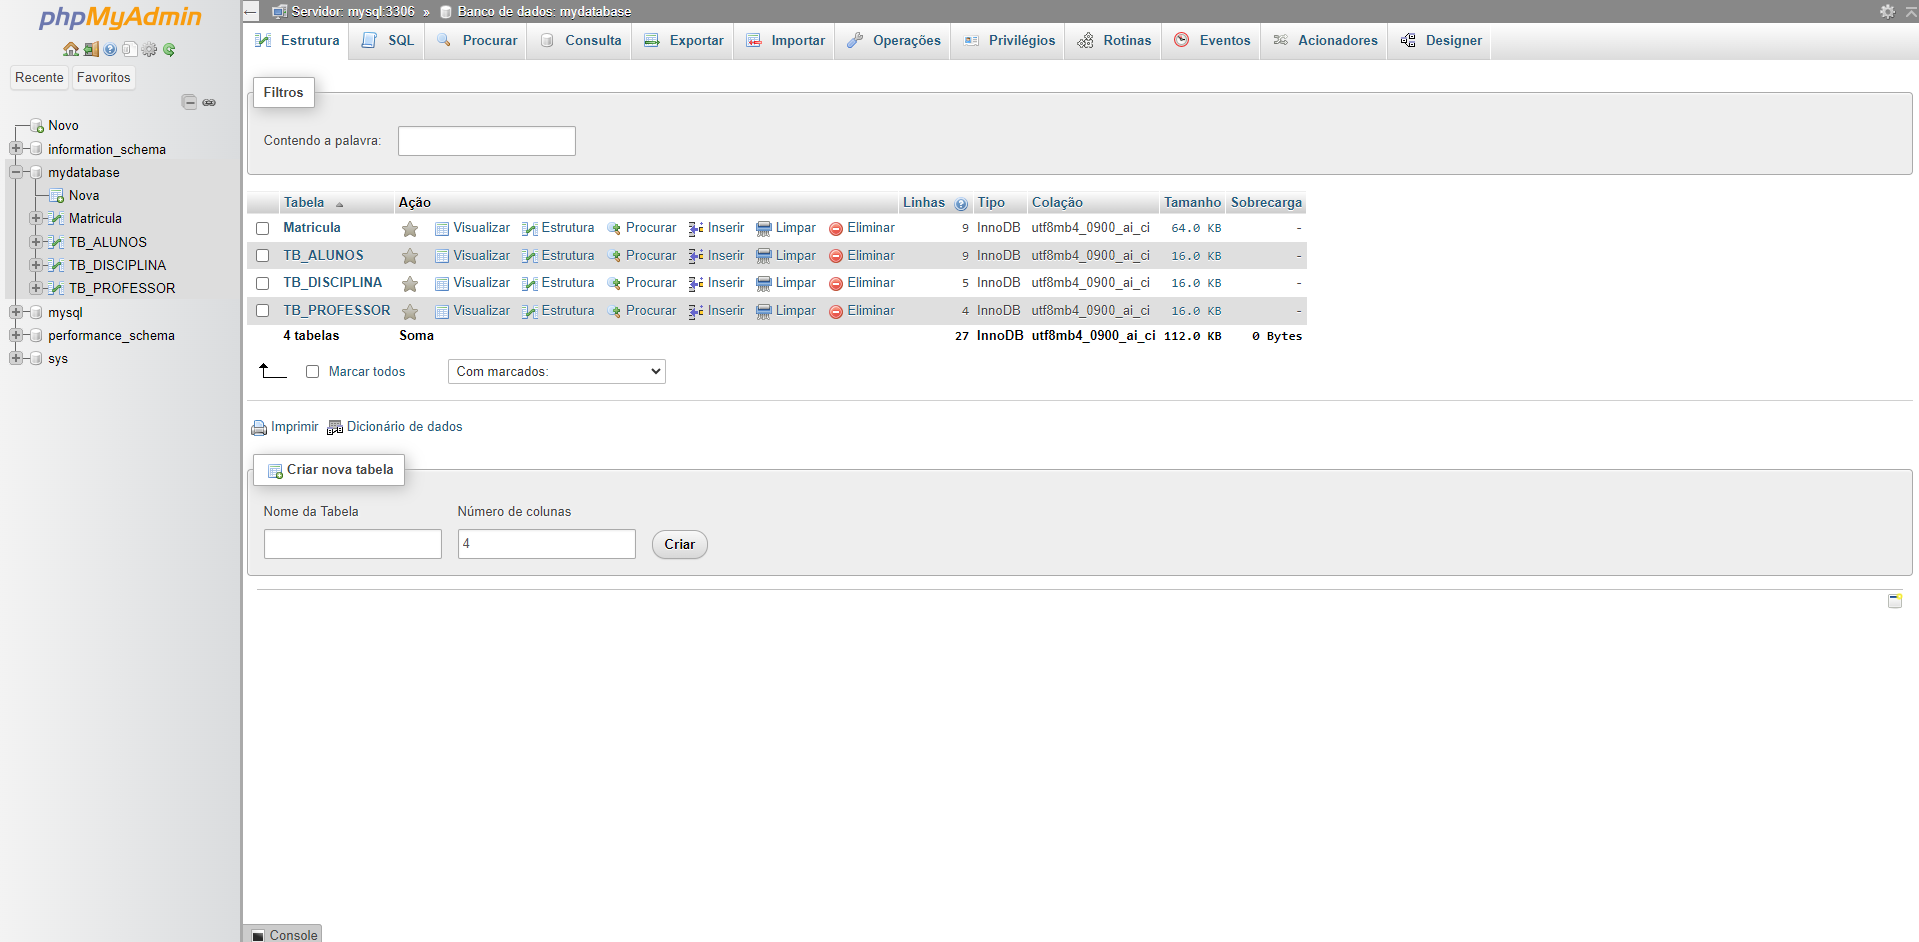 phpMyAdmin
Recente Favoritos
Novo
information_schema
mydatabase
Nova
Matricula
TB_ALUNOS
TB_DISCIPLINA
TB_PROFESSOR
mysql
performance_schema
sys
Servidor: mysql:3306 » Banco de dados: mydatabase
Estrutura SQL Procurar Consulta Exportar Importar Operações Privilégios Rotinas Eventos Acionadores Designer
Filtros
Contendo a palavra:
Tabela Ação Linhas Tipo Colação Tamanho Sobrecarga
Matricula Visualizar Estrutura Procurar Inserir Limpar Eliminar 9 InnoDB utf8mb4_0900_ai_ci 64.0 KB -
TB_ALUNOS Visualizar Estrutura Procurar Inserir Limpar Eliminar 9 InnoDB utf8mb4_0900_ai_ci 16.0 KB -
TB_DISCIPLINA Visualizar Estrutura Procurar Inserir Limpar Eliminar 5 InnoDB utf8mb4_0900_ai_ci 16.0 KB -
TB_PROFESSOR Visualizar Estrutura Procurar Inserir Limpar Eliminar 4 InnoDB utf8mb4_0900_ai_ci 16.0 KB -
4 tabelas Soma 27 InnoDB utf8mb4_0900_ai_ci 112.0 KB 0 Bytes
Marcar todos Com marcados:
Imprimir Dicionário de dados
Criar nova tabela
Nome da Tabela Número de colunas
4 Criar
Console